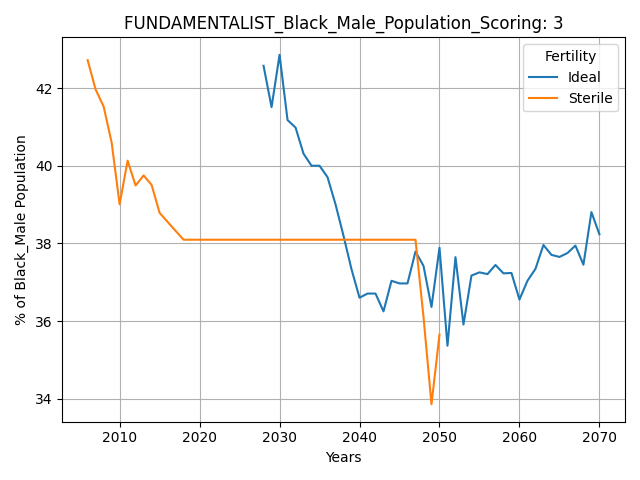 FUNDAMENTALIST_Black_Male_Population_Scoring: 3
Fertility
Ideal
Sterile
% of Black_Male Population
42
40
38
36
34
2010 2020 2030 2040 2050 2060 2070
Years